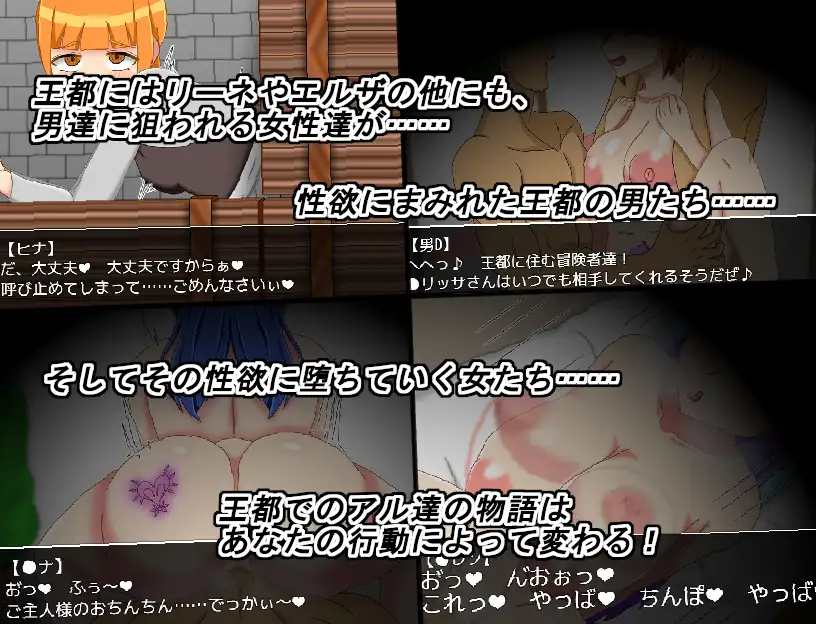 王都にはリーネやエルザの他にも、
男達に狙われる女性達が……
性欲にまみれた王都の男たち……
【ヒナ】
だ、大丈夫♥　大丈夫ですからぁ♥
呼び止めてしまって……ごめんなさいぃ♥
【男D】
へへっ♪　王都に住む冒険者達！
●リッサさんはいつでも相手してくれるそうだぜ♪
そしてその性欲に堕ちていく女たち……
王都でのアル達の物語は
あなたの行動によって変わる！
【●ナ】
おっ♥　ふぅ～♥
ご主人様のおちんちん……でっかぃ～♥
おっ♥　んおぉっ♥
これっ♥　やっば♥　ちんぽ♥　やっば